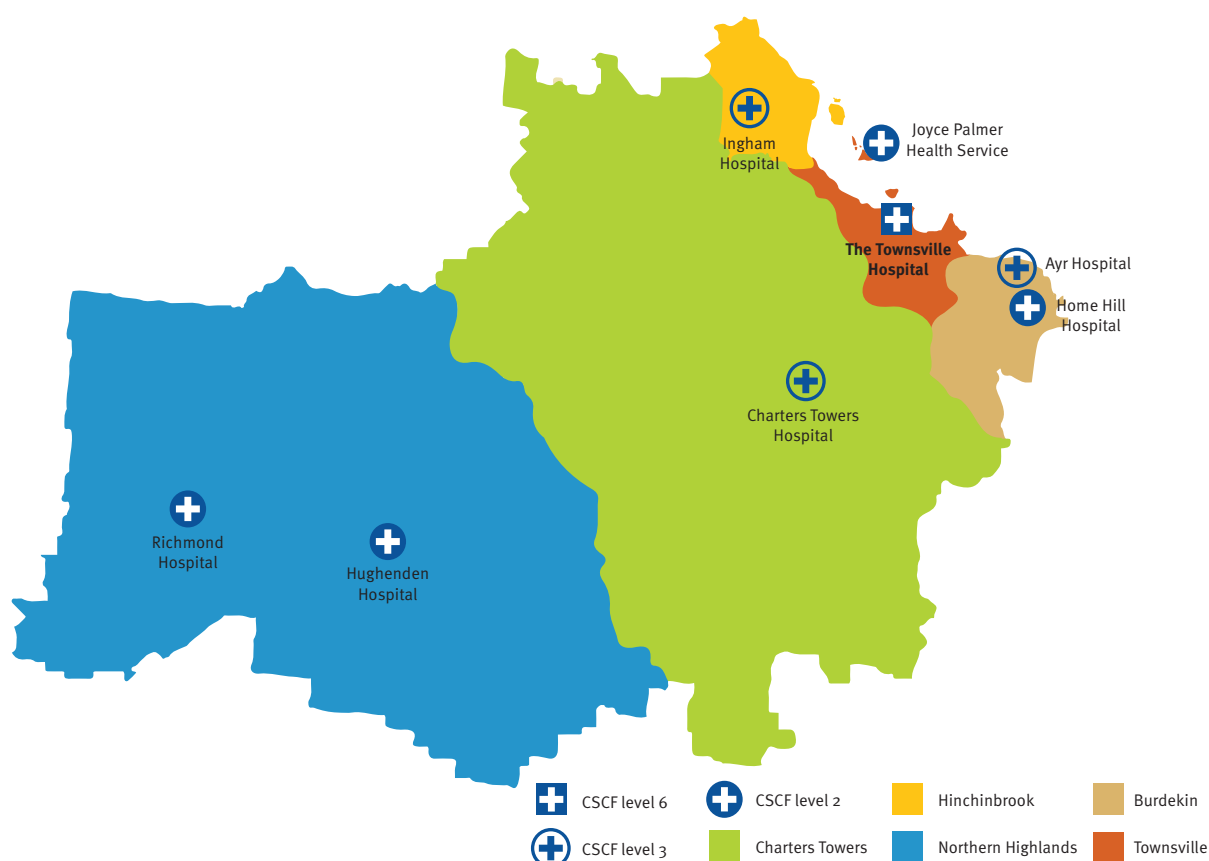 Ingham
Hospital
Joyce Palmer
Health Service
The Townsville
Hospital
Ayr Hospital
Home Hill
Hospital
Charters Towers
Hospital
Richmond
Hospital
Hughenden
Hospital
CSCF level 6
CSCF level 2
Hinchinbrook
Burdekin
CSCF level 3
Charters Towers
Northern Highlands
Townsville